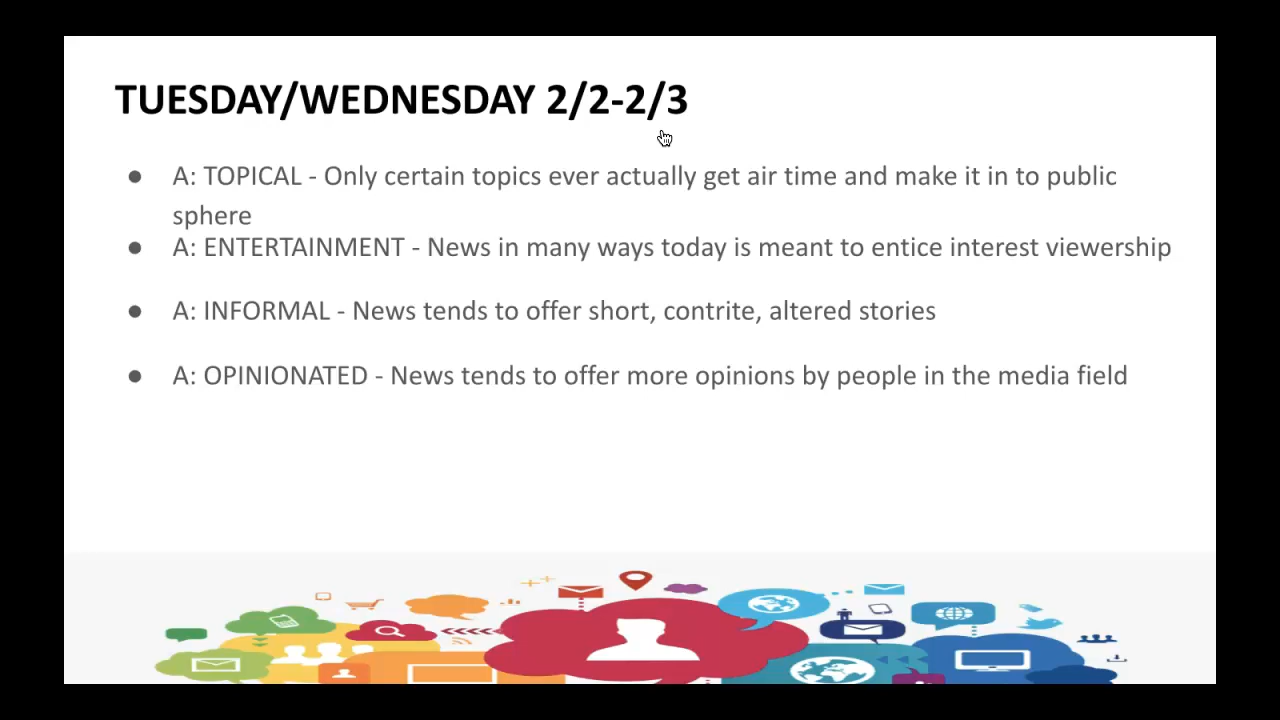 TUESDAY/WEDNESDAY 2/2-2/3
● A: TOPICAL - Only certain topics ever actually get air time and make it in to public
sphere
● A: ENTERTAINMENT - News in many ways today is meant to entice interest viewership
● A: INFORMAL - News tends to offer short, contrite, altered stories
● A: OPINIONATED - News tends to offer more opinions by people in the media field